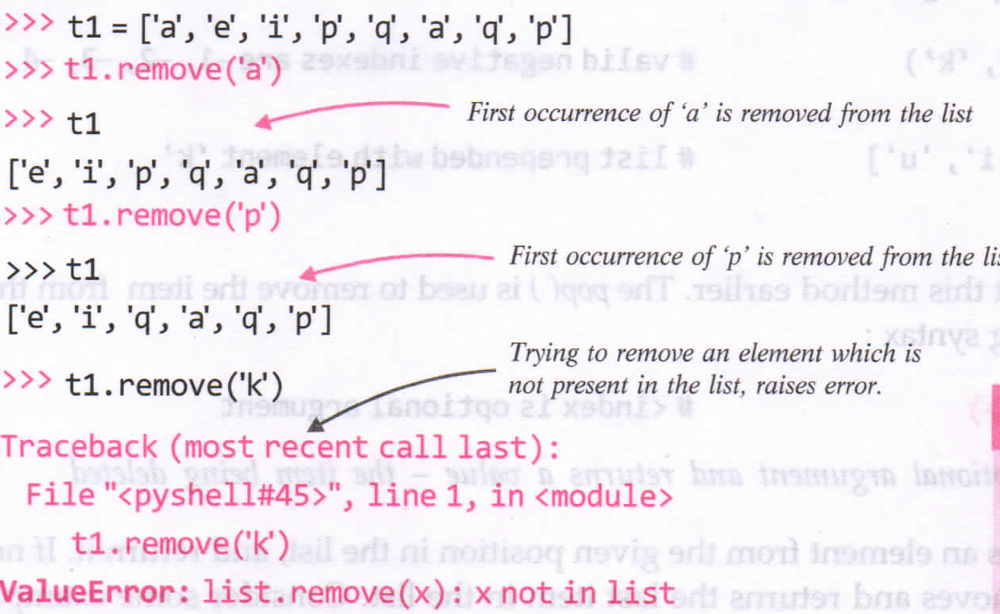 >>> t1 = ['a', 'e', 'i', 'p', 'q', 'a', 'q', 'p']
>>> t1.remove('a')
>>> t1
First occurrence of ‘a’ is removed from the list
['e', 'i', 'p', 'q', 'a', 'q', 'p']
>>> t1.remove('p')
>>> t1
First occurrence of ‘p’ is removed from the lis
['e', 'i', 'q', 'a', 'q', 'p']
>>> t1.remove('k')
Trying to remove an element which is
not present in the list, raises error.
Traceback (most recent call last):
File "<pyshell#45>", line 1, in <module>
t1.remove('k')
ValueError: list.remove(x): x not in list